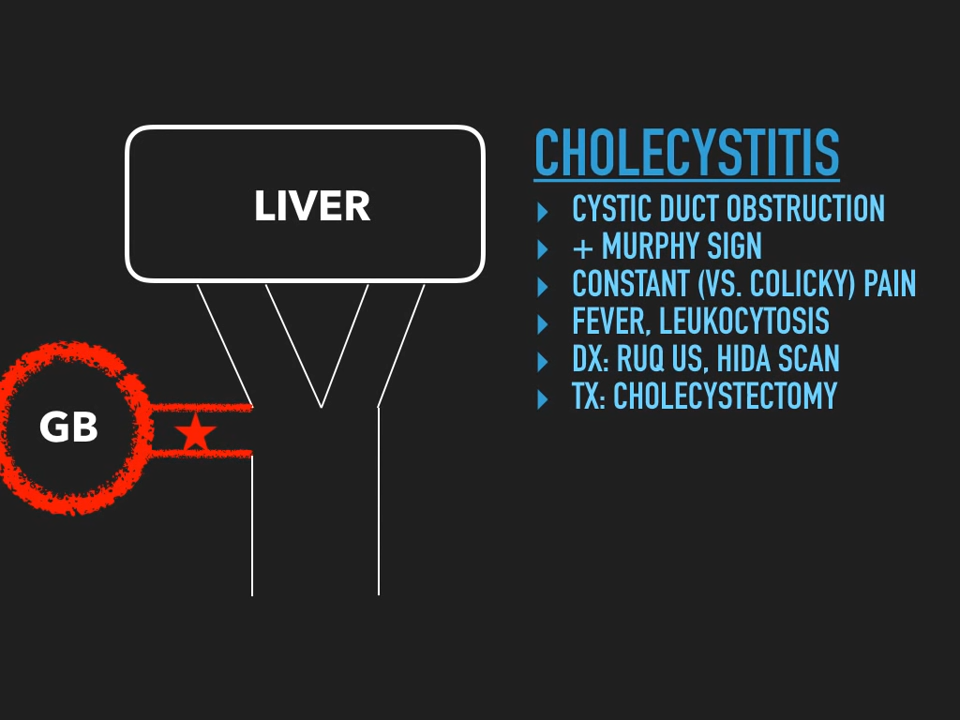 LIVER
GB
CHOLECYSTITIS
▸ CYSTIC DUCT OBSTRUCTION
▸ + MURPHY SIGN
▸ CONSTANT (VS. COLICKY) PAIN
▸ FEVER, LEUKOCYTOSIS
▸ DX: RUQ US, HIDA SCAN
▸ TX: CHOLECYSTECTOMY